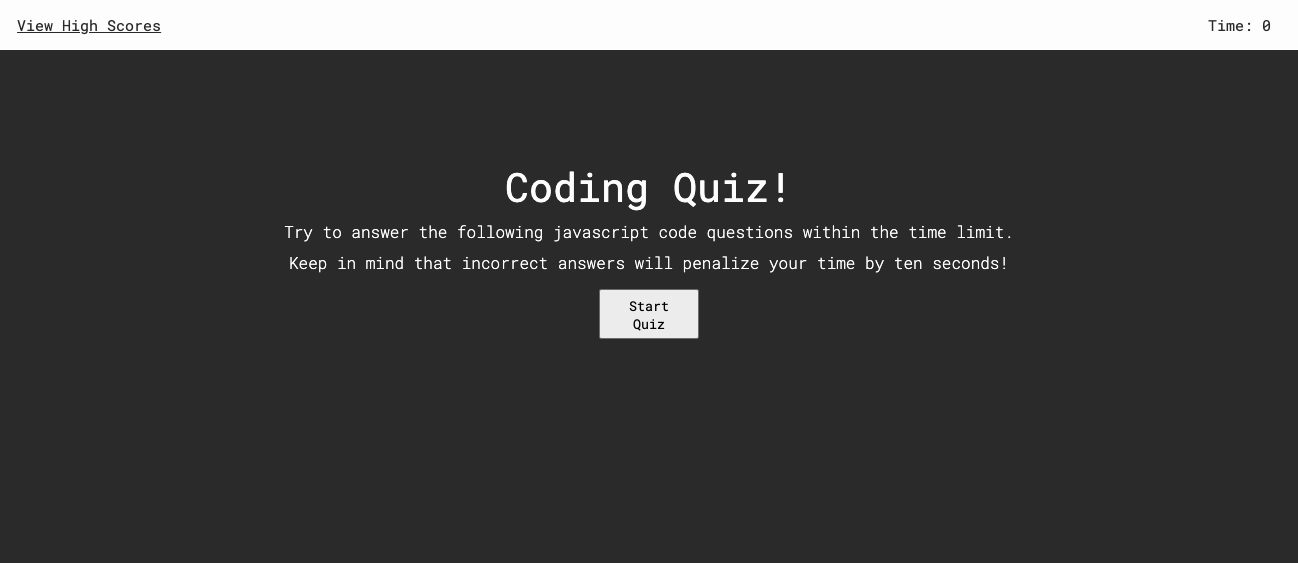 View High Scores
Time: 0
Coding Quiz!
Try to answer the following javascript code questions within the time limit.
Keep in mind that incorrect answers will penalize your time by ten seconds!
Start
Quiz